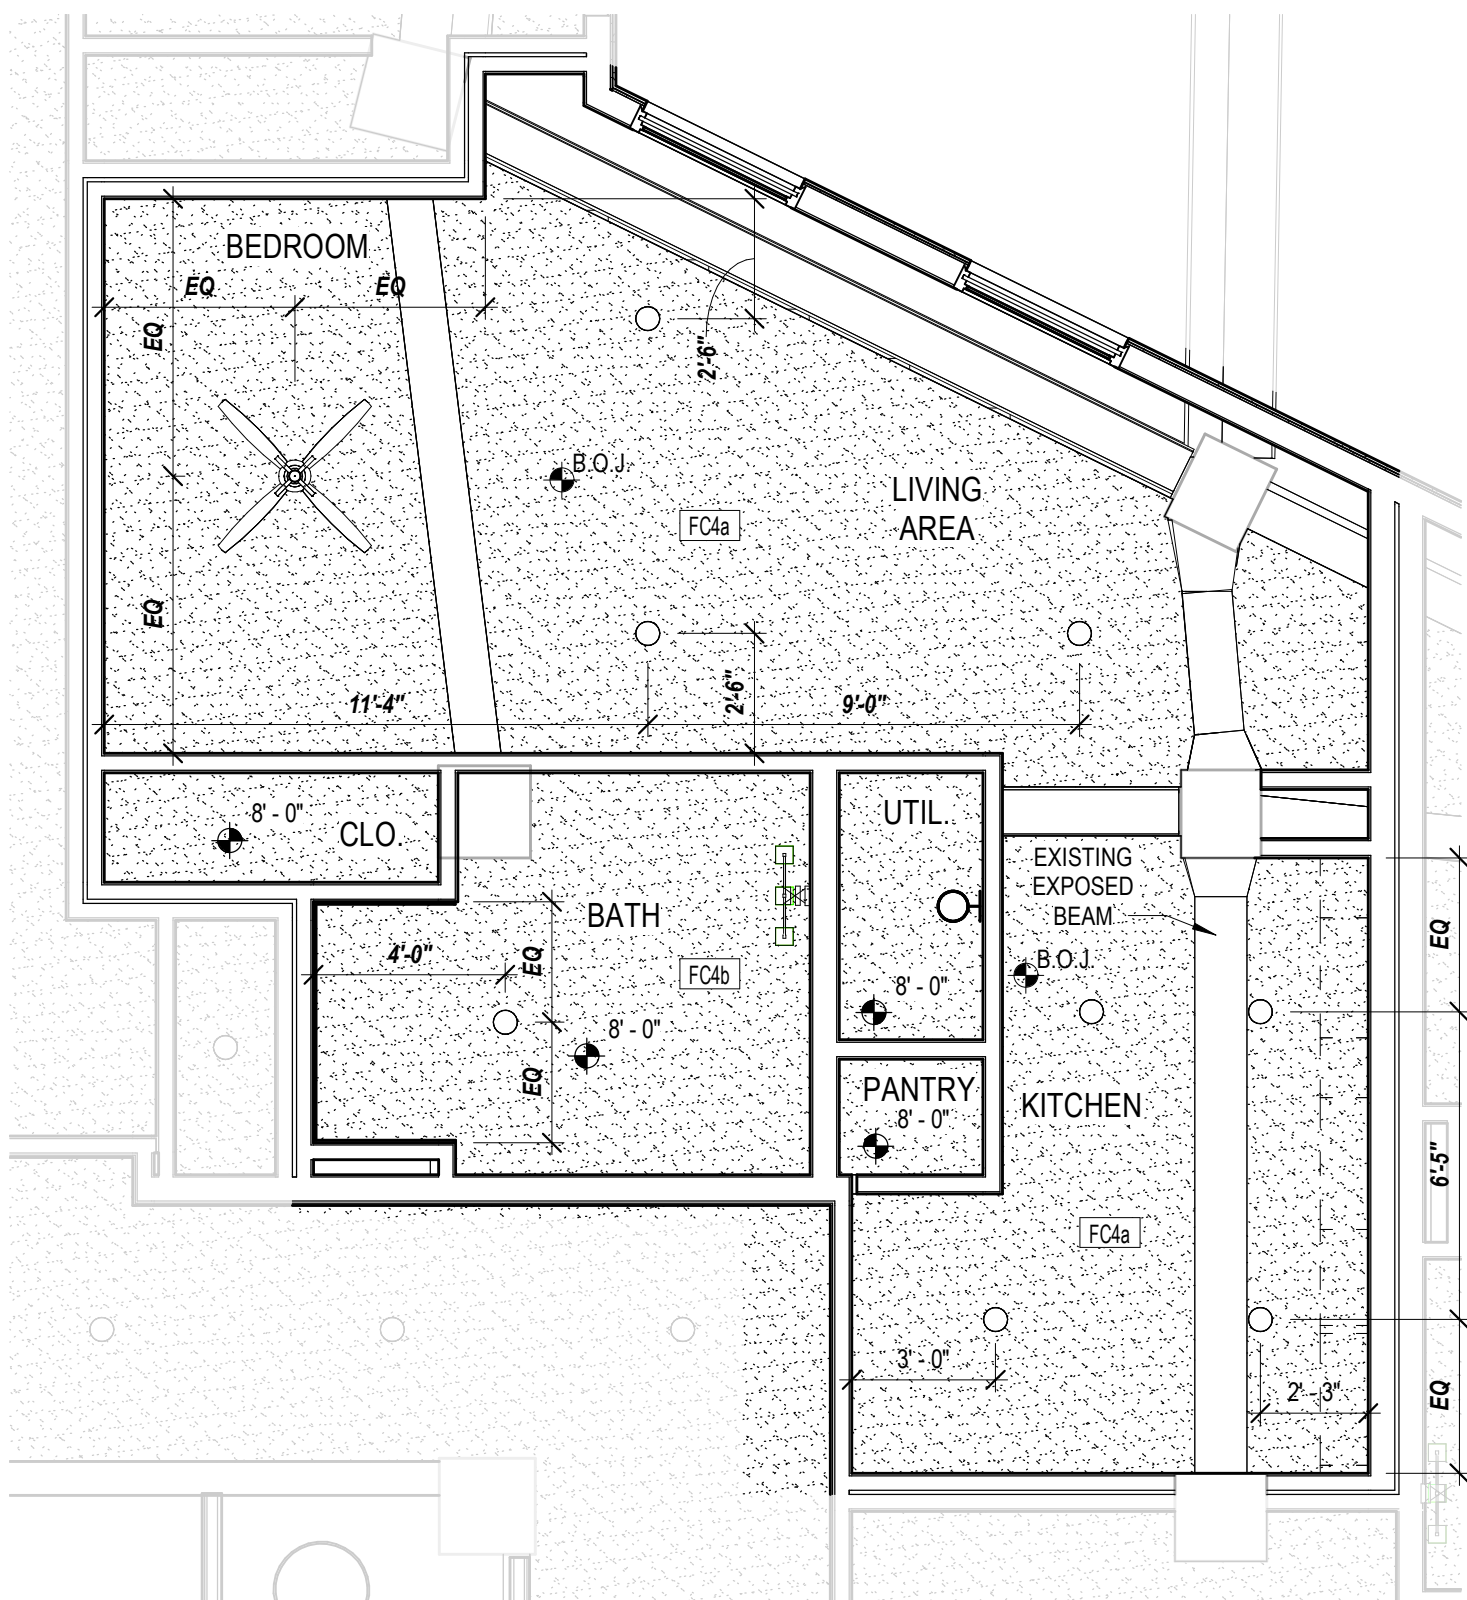 BEDROOM
EQ
EQ
EQ
2'-6"
B.O.J.
LIVING
AREA
FC4a
EQ
11'-4"
2'-6"
9'-0"
8' - 0"
CLO.
UTIL.
EXISTING
EXPOSED
BEAM
BATH
EQ
4'-0"
EQ
B.O.J.
FC4b
8' - 0"
8' - 0"
EQ
PANTRY
8' - 0"
KITCHEN
6'-5"
FC4a
3' - 0"
2' - 3"
EQ